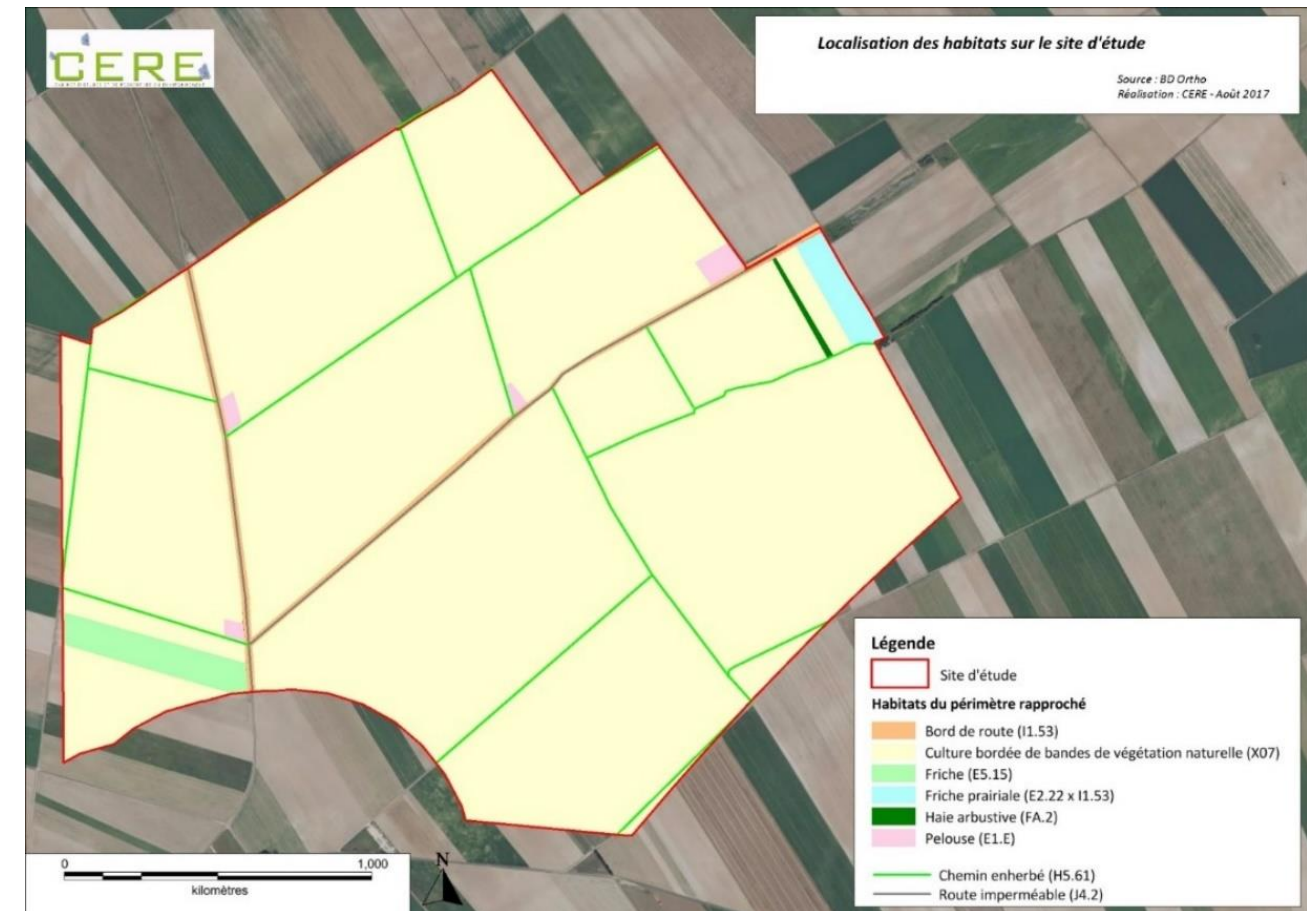 CERE
Localisation des habitats sur le site d'étude
Source : BD Ortho
Réalisation : CERE - Août 2017
Légende
Site d'étude
Habitats du périmètre rapproché
Bord de route (I1.53)
Culture bordée de bandes de végétation naturelle (X07)
Friche (E5.15)
Friche prairiale (E2.22 x I1.53)
Haie arbustive (FA.2)
Pelouse (E1.E)
Chemin enherbé (H5.61)
Route imperméable (J4.2)
0 1,000
kilomètres
N